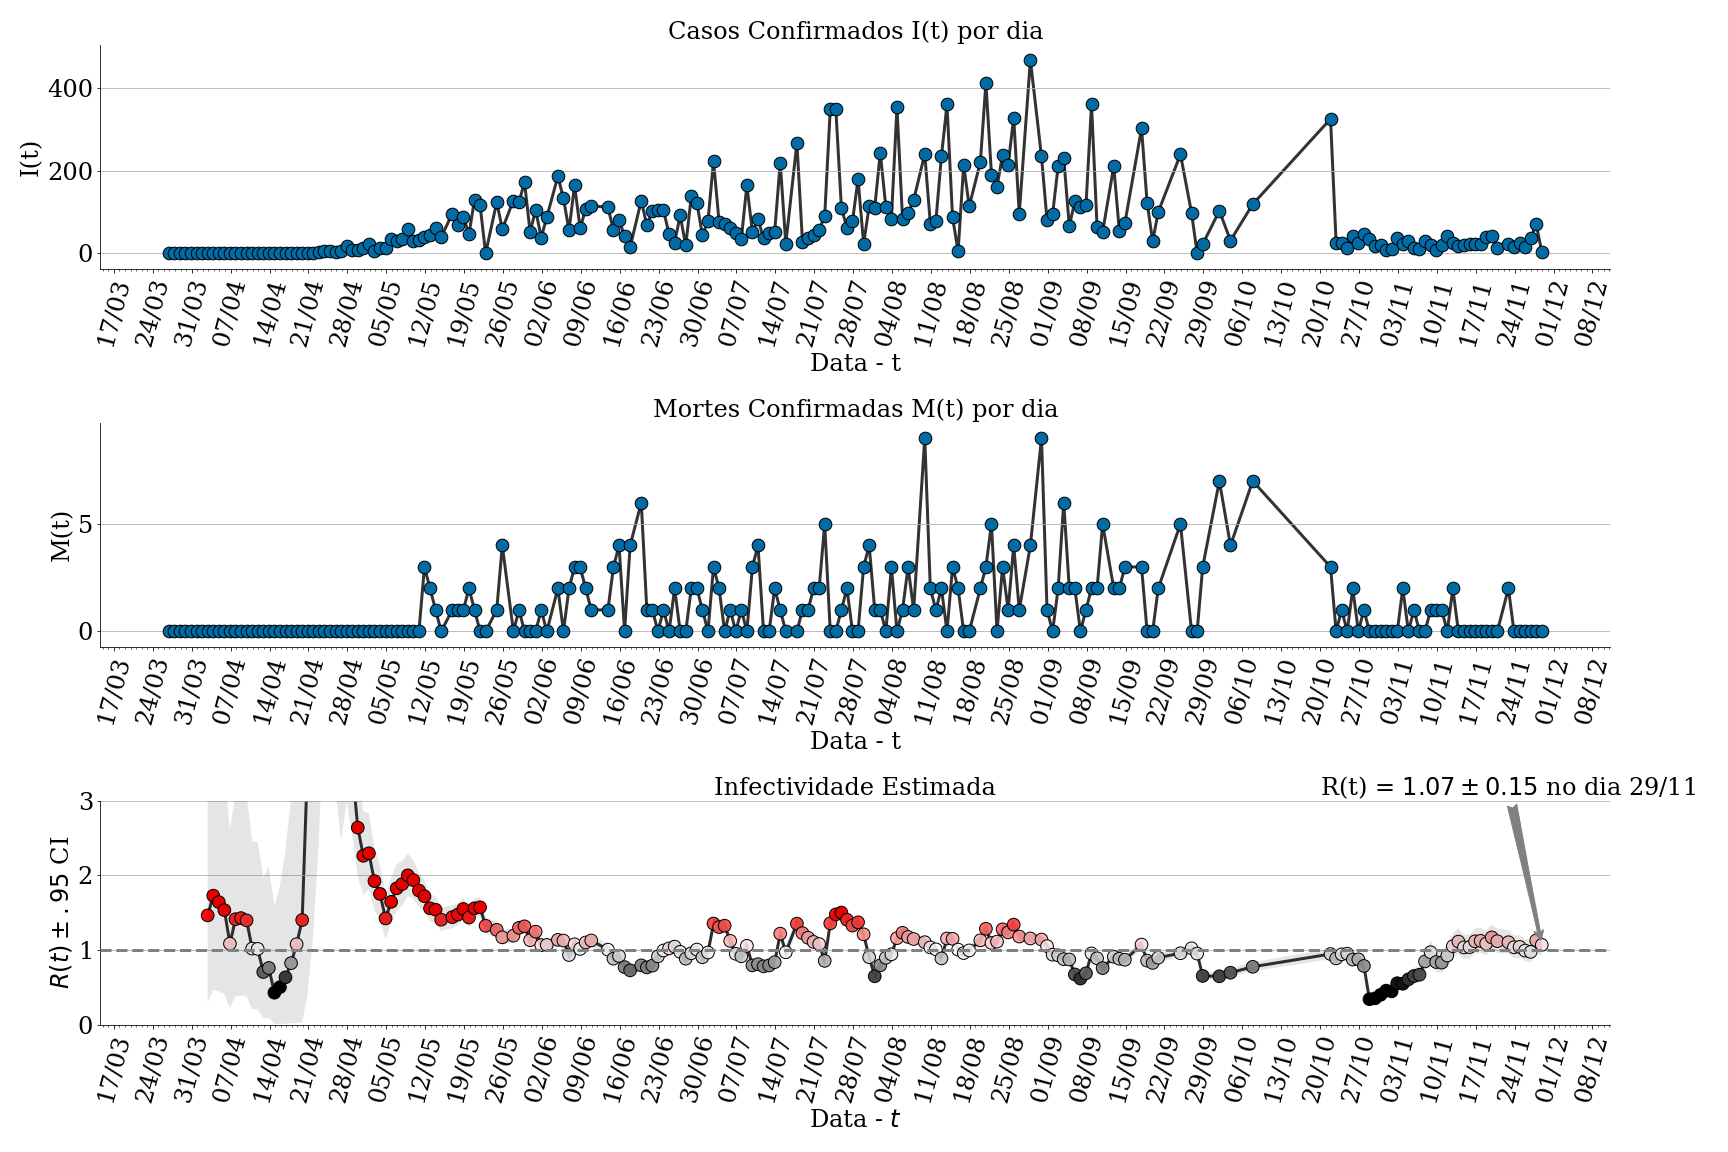 Casos Confirmados I(t) por dia
I(t)
400
200
0
17/03 24/03 31/03 07/04 14/04 21/04 28/04 05/05 12/05 19/05 26/05 02/06 09/06 16/06 23/06 30/06 07/07 14/07 21/07 28/07 04/08 11/08 18/08 25/08 01/09 08/09 15/09 22/09 29/09 06/10 13/10 20/10 27/10 03/11 10/11 17/11 24/11 01/12 08/12
Data - t
Mortes Confirmadas M(t) por dia
M(t)
5
0
17/03 24/03 31/03 07/04 14/04 21/04 28/04 05/05 12/05 19/05 26/05 02/06 09/06 16/06 23/06 30/06 07/07 14/07 21/07 28/07 04/08 11/08 18/08 25/08 01/09 08/09 15/09 22/09 29/09 06/10 13/10 20/10 27/10 03/11 10/11 17/11 24/11 01/12 08/12
Data - t
Infectividade Estimada
R(t) = 1.07 ± 0.15 no dia 29/11
R(t) ± .95 CI
3
2
1
0
17/03 24/03 31/03 07/04 14/04 21/04 28/04 05/05 12/05 19/05 26/05 02/06 09/06 16/06 23/06 30/06 07/07 14/07 21/07 28/07 04/08 11/08 18/08 25/08 01/09 08/09 15/09 22/09 29/09 06/10 13/10 20/10 27/10 03/11 10/11 17/11 24/11 01/12 08/12
Data - t